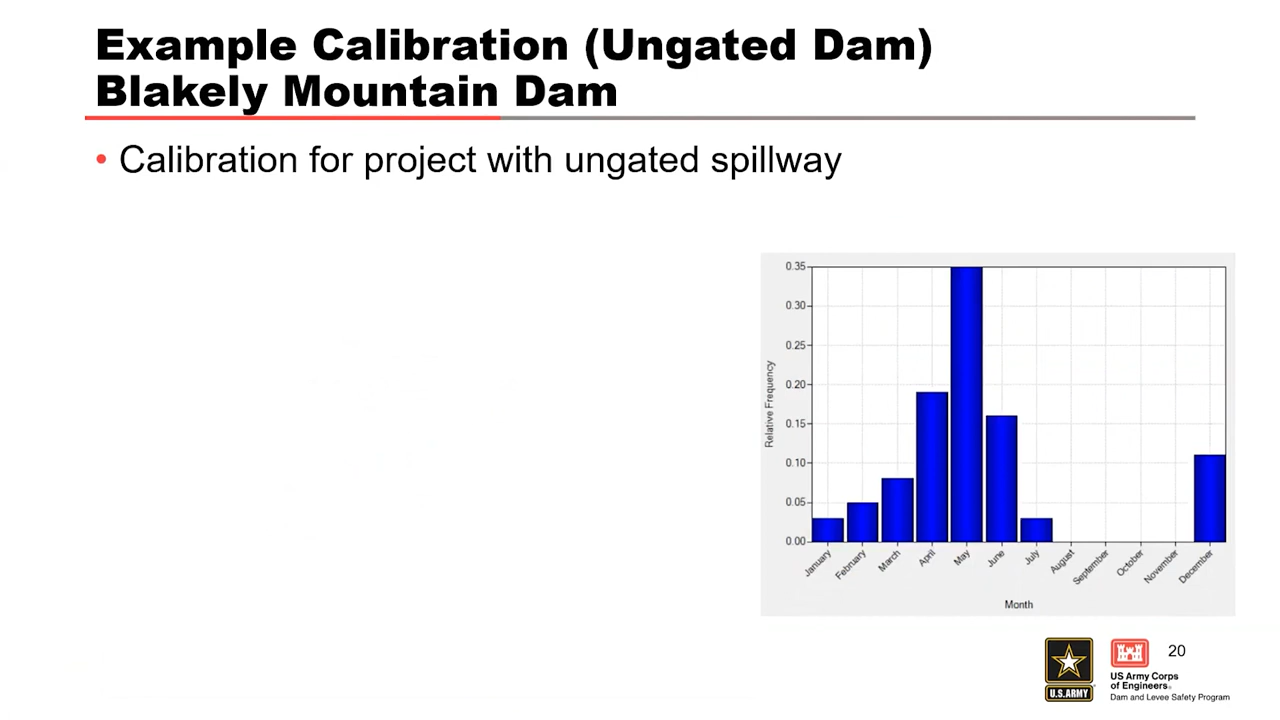 Example Calibration (Ungated Dam)
Blakely Mountain Dam
• Calibration for project with ungated spillway
0.35
0.30
0.25
0.20
0.15
0.10
0.05
0.00
Relative Frequency
January
February
March
April
May
June
July
August
September
October
November
December
Month
U.S.ARMY
20
US Army Corps
of Engineers®
Dam and Levee Safety Program